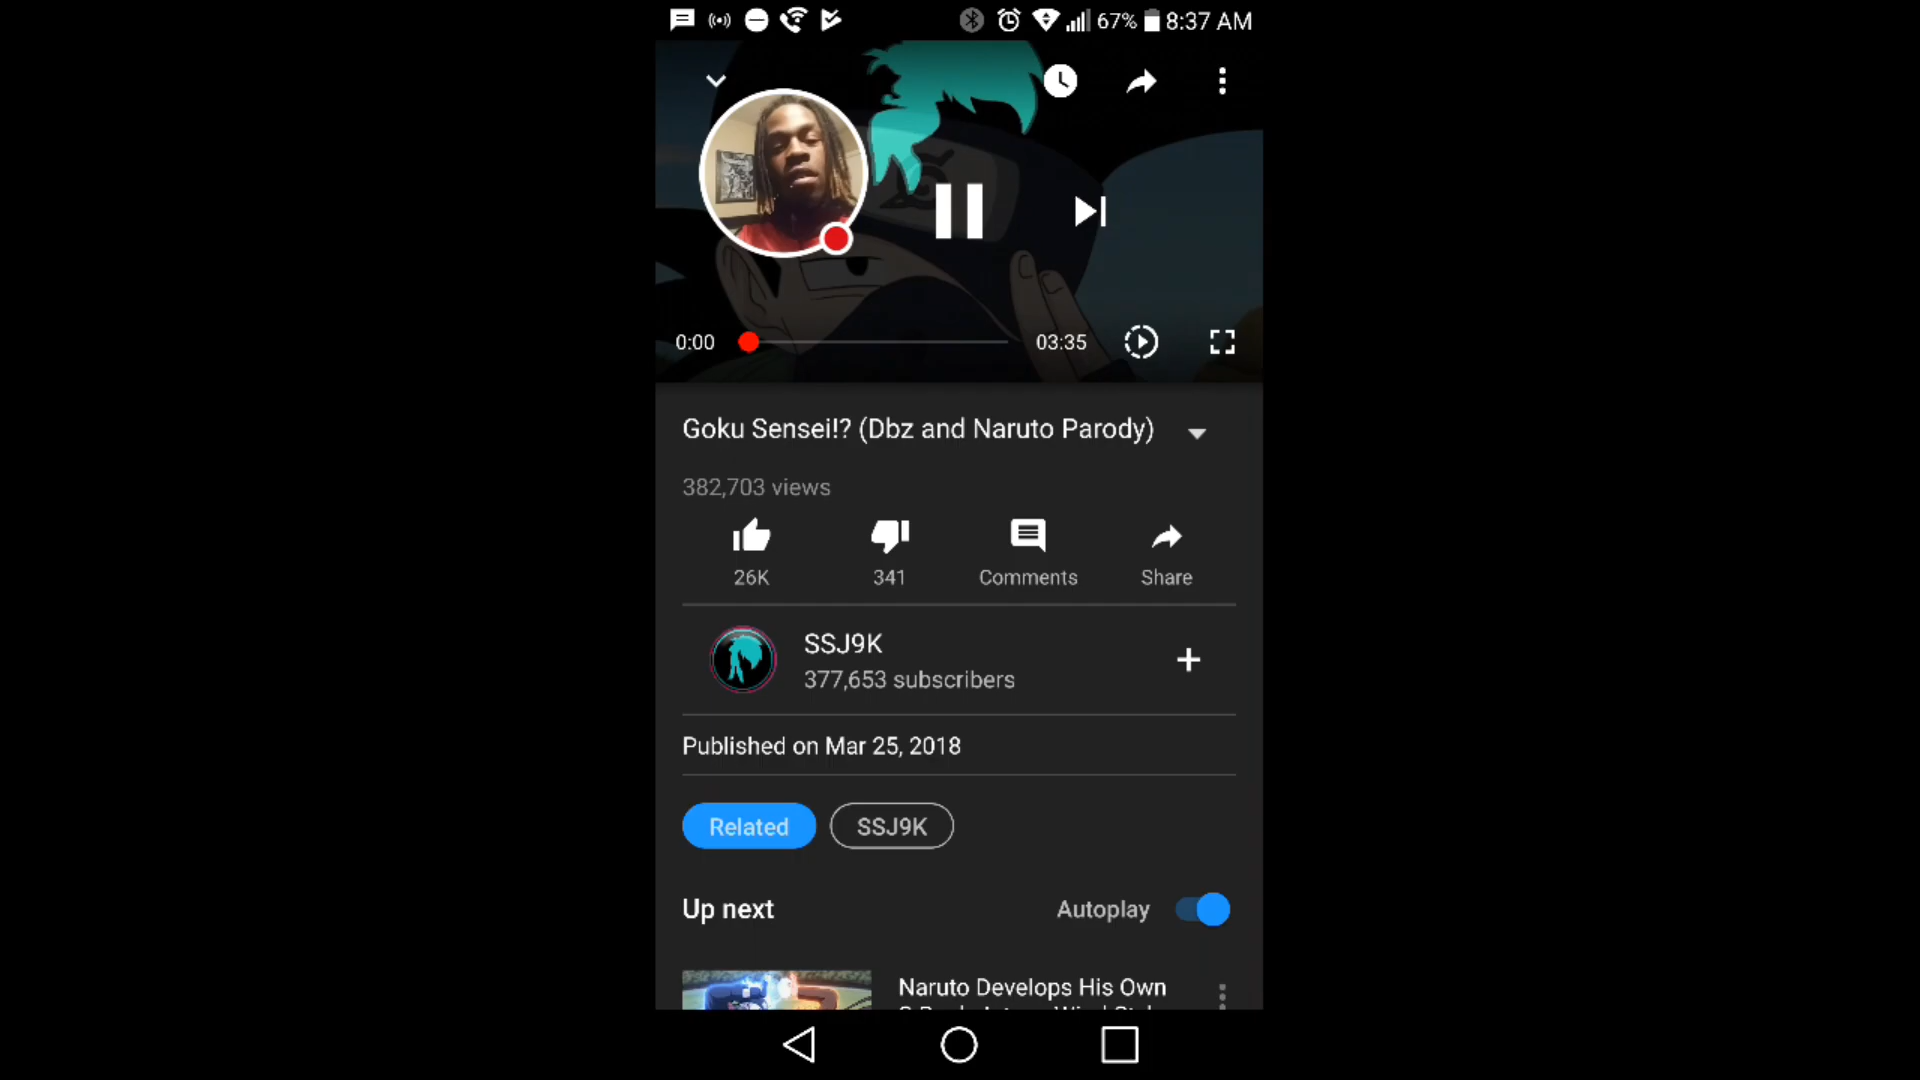 67% 8:37 AM
0:00 03:35
Goku Sensei!? (Dbz and Naruto Parody)
382,703 views
26K 341 Comments Share
SSJ9K
377,653 subscribers
Published on Mar 25, 2018
Related SSJ9K
Up next Autoplay
Naruto Develops His Own